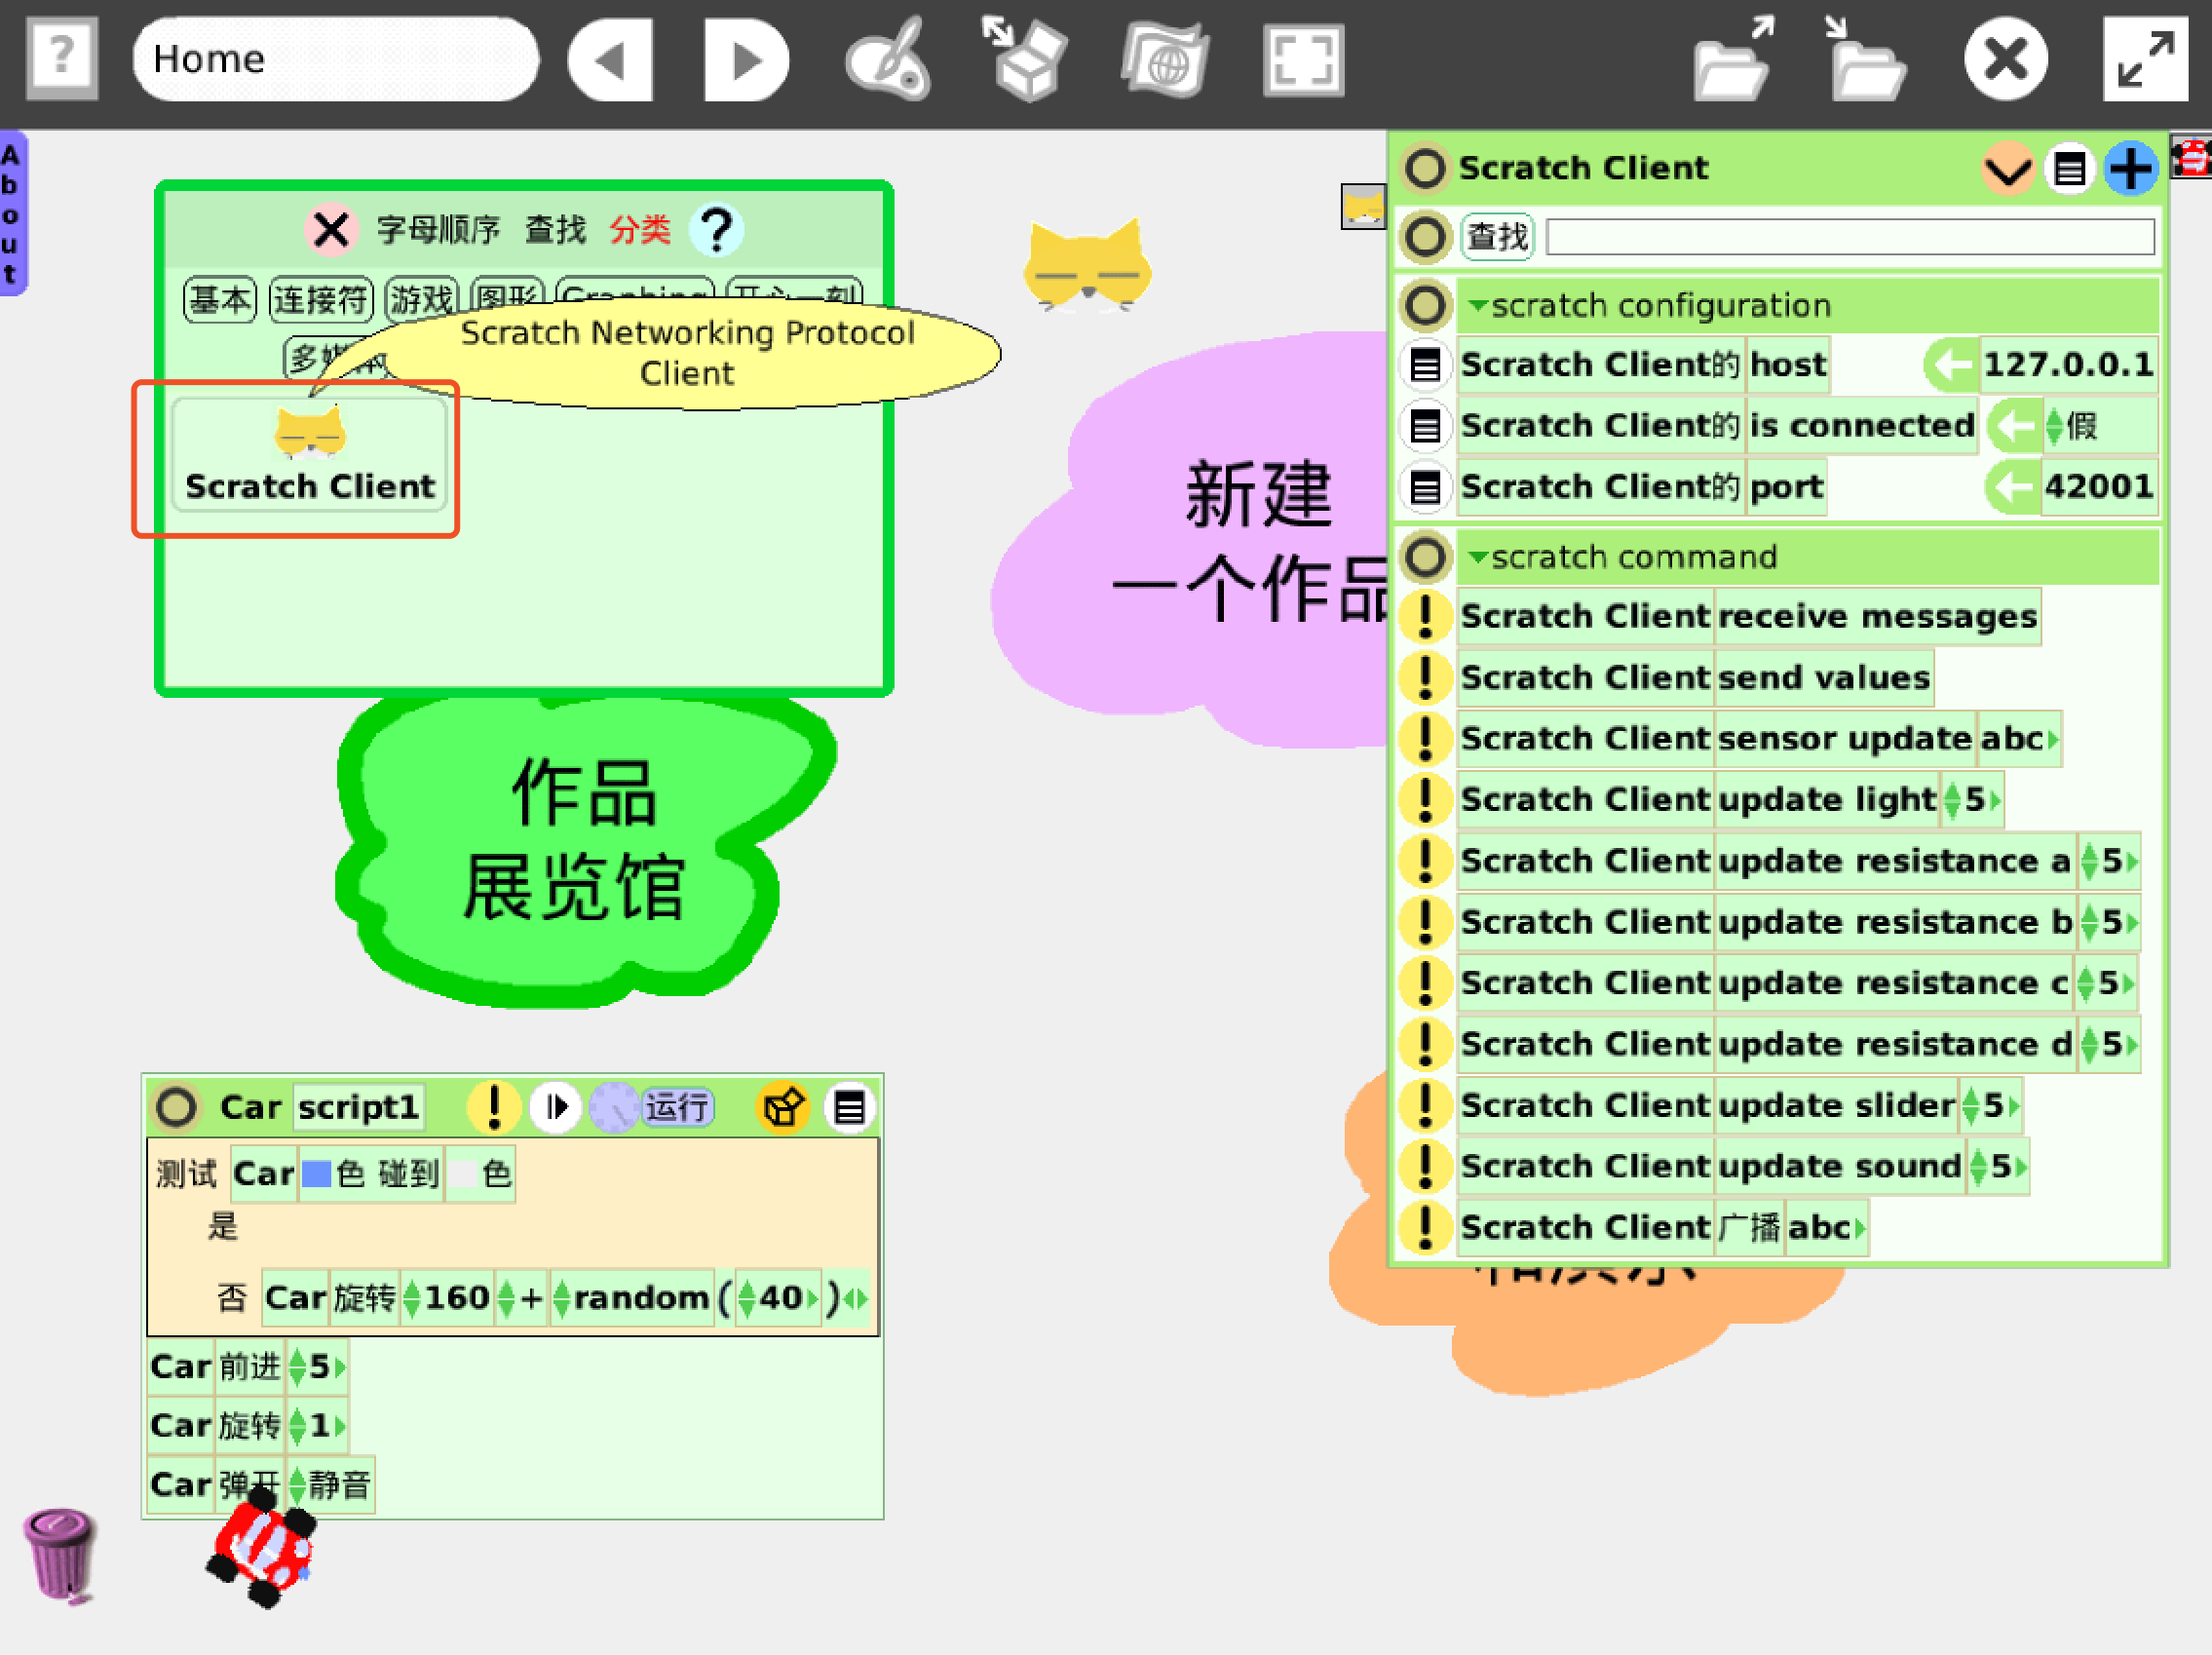 ?
Home
About
字母顺序 查找 分类 ?
基本 连接符 游戏 图形 Graphing 开心一刻
多媒体
Scratch Networking Protocol
Client
Scratch Client
新建
一个作品
作品
展览馆
Car script1 ! 运行
测试 Car 色 碰到 色
是
否 Car 旋转 160 + random ( 40 )
Car 前进 5
Car 旋转 1
Car 弹开 静音
Scratch Client
查找
scratch configuration
Scratch Client的 host 127.0.0.1
Scratch Client的 is connected 假
Scratch Client的 port 42001
scratch command
! Scratch Client receive messages
! Scratch Client send values
! Scratch Client sensor update abc
! Scratch Client update light 5
! Scratch Client update resistance a 5
! Scratch Client update resistance b 5
! Scratch Client update resistance c 5
! Scratch Client update resistance d 5
! Scratch Client update slider 5
! Scratch Client update sound 5
! Scratch Client 广播 abc